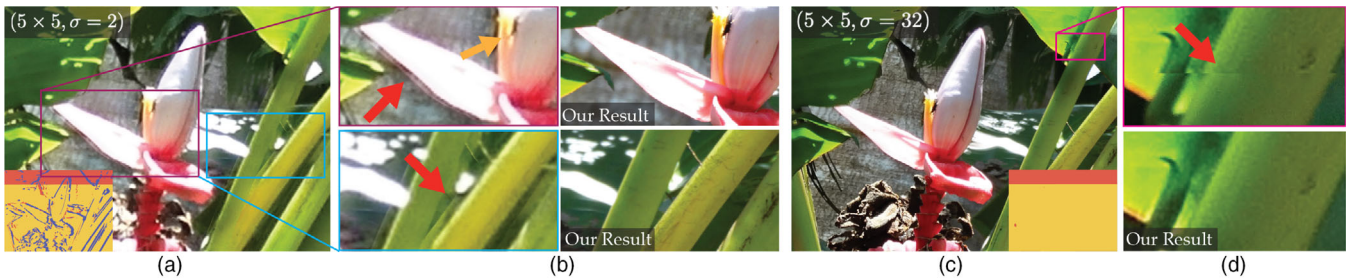 (5 × 5, σ = 2)
Our Result
Our Result
(5 × 5, σ = 32)
Our Result
(a)
(b)
(c)
(d)